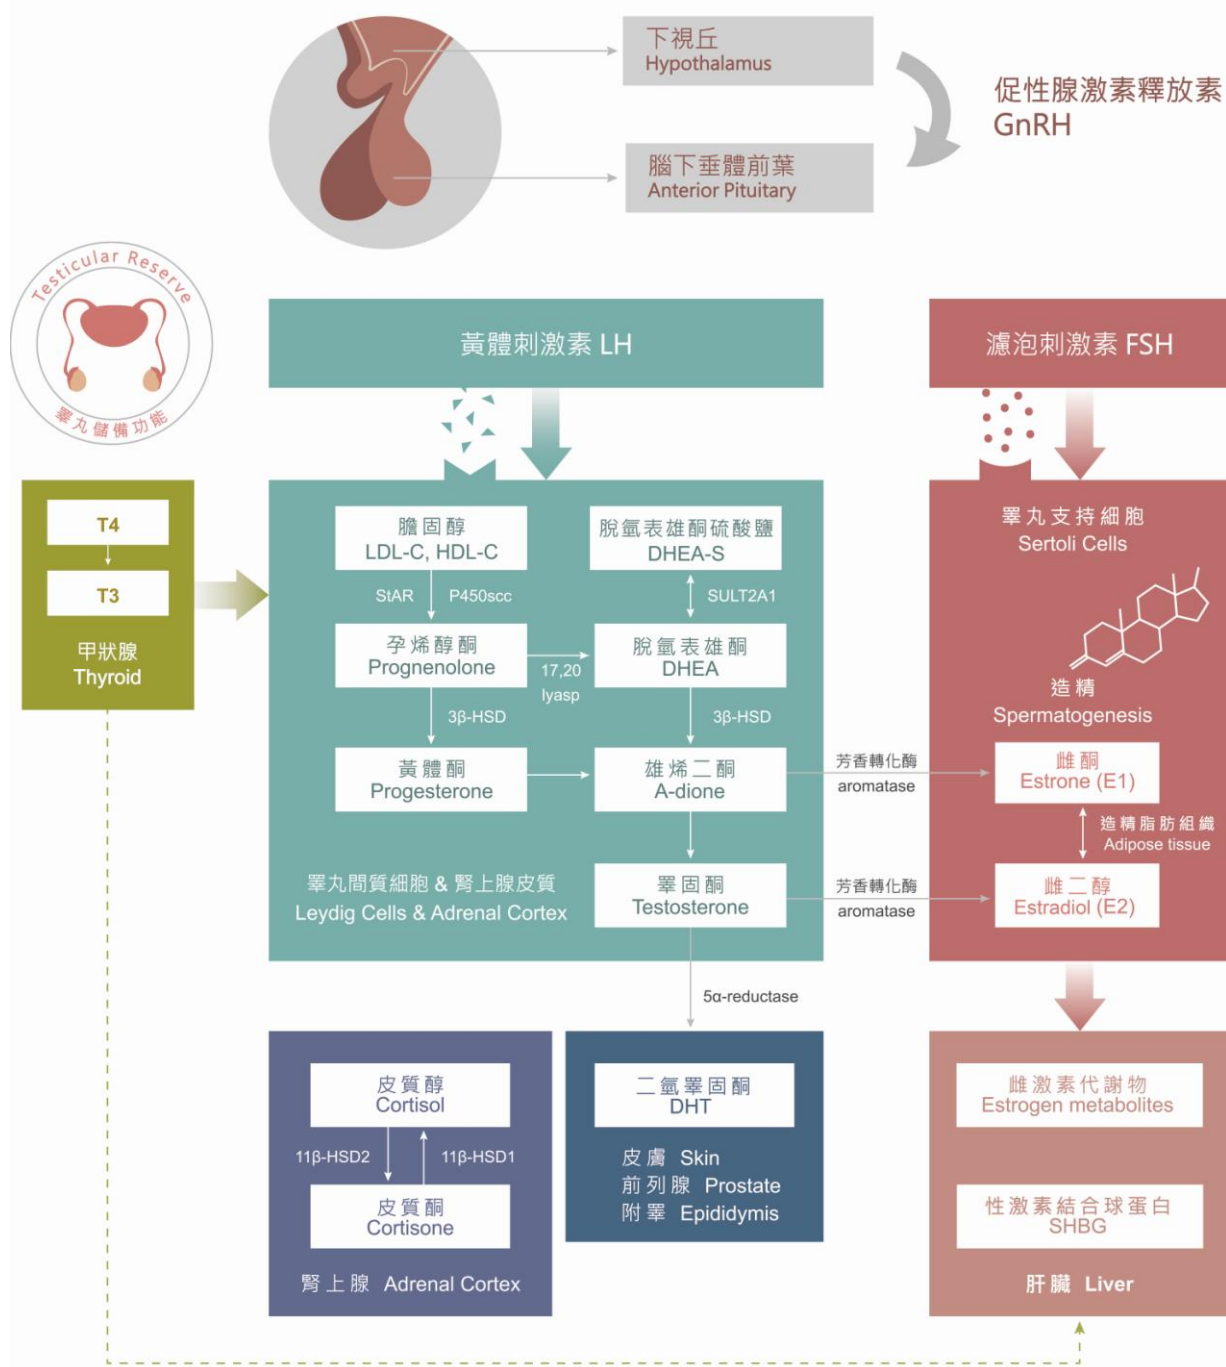 下視丘
Hypothalamus
促性腺激素釋放素
GnRH
腦下垂體前葉
Anterior Pituitary
Testicular Reserve
睪丸儲備功能
黃體刺激素 LH
濾泡刺激素 FSH
T4
T3
甲狀腺
Thyroid
膽固醇
LDL-C, HDL-C
脫氫表雄酮硫酸鹽
DHEA-S
StAR
P450scc
SULT2A1
孕烯醇酮
Prognenolone
17,20
lyasp
脫氫表雄酮
DHEA
3β-HSD
3β-HSD
黃體酮
Progesterone
雄烯二酮
A-dione
睪丸間質細胞 & 腎上腺皮質
Leydig Cells & Adrenal Cortex
睪固酮
Testosterone
芳香轉化酶
aromatase
芳香轉化酶
aromatase
睪丸支持細胞
Sertoli Cells
造精
Spermatogenesis
雌酮
Estrone (E1)
造精脂肪組織
Adipose tissue
雌二醇
Estradiol (E2)
5α-reductase
皮質醇
Cortisol
11β-HSD2
11β-HSD1
皮質酮
Cortisone
腎上腺 Adrenal Cortex
二氫睪固酮
DHT
皮膚 Skin
前列腺 Prostate
附睪 Epididymis
雌激素代謝物
Estrogen metabolites
性激素結合球蛋白
SHBG
肝臟 Liver